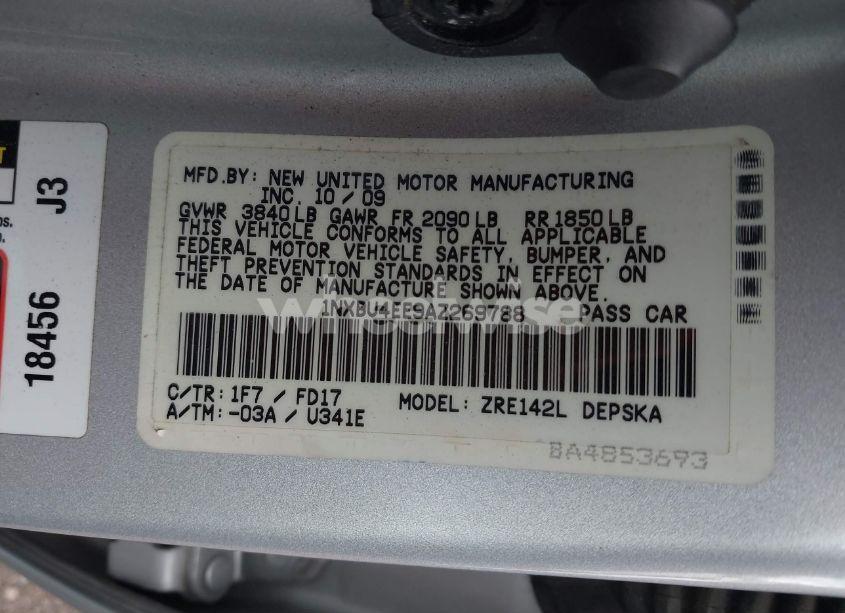 MFD.BY: NEW UNITED MOTOR MANUFACTURING
INC. 10 / 09
GVWR 3840 LB GAWR FR 2090 LB RR 1850 LB
THIS VEHICLE CONFORMS TO ALL APPLICABLE
FEDERAL MOTOR VEHICLE SAFETY, BUMPER, AND
THEFT PREVENTION STANDARDS IN EFFECT ON
THE DATE OF MANUFACTURE SHOWN ABOVE.
1NXBU4EE9AZ269788 PASS CAR
C/TR: 1F7 / FD17
A/TM: -03A / U341E
MODEL: ZRE142L DEPSKA
BA4853693
18456 J3